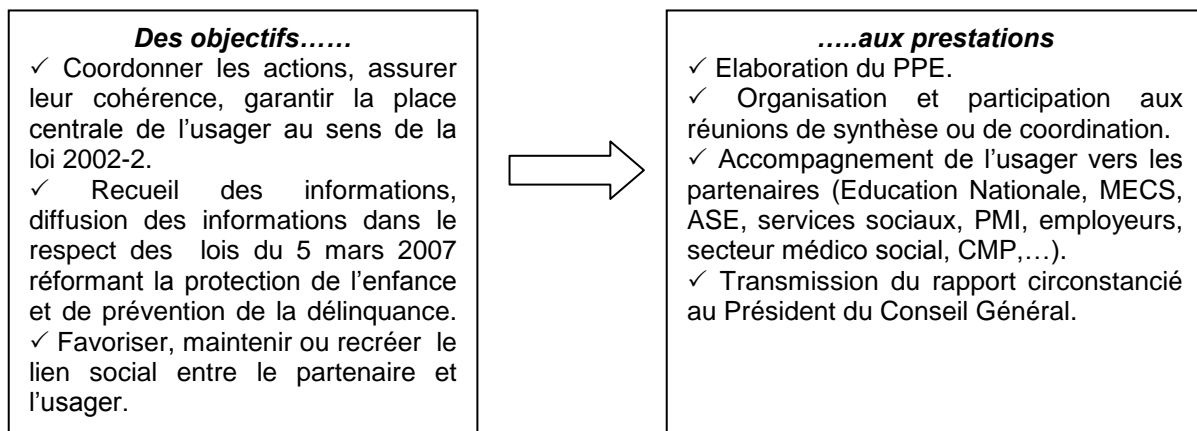 Des objectifs……
✓ Coordonner les actions, assurer
leur cohérence, garantir la place
centrale de l’usager au sens de la
loi 2002-2.
✓ Recueil des informations,
diffusion des informations dans le
respect des lois du 5 mars 2007
réformant la protection de l’enfance
et de prévention de la délinquance.
✓ Favoriser, maintenir ou recréer le
lien social entre le partenaire et
l’usager.
…..aux prestations
✓ Elaboration du PPE.
✓ Organisation et participation aux
réunions de synthèse ou de coordination.
✓ Accompagnement de l’usager vers les
partenaires (Education Nationale, MECS,
ASE, services sociaux, PMI, employeurs,
secteur médico social, CMP,…).
✓ Transmission du rapport circonstancié
au Président du Conseil Général.